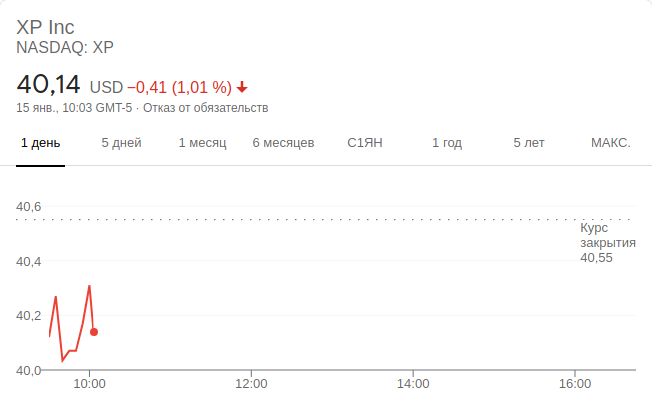 XP Inc
NASDAQ: XP
40,14 USD −0,41 (1,01 %)
15 янв., 10:03 GMT-5 · Отказ от обязательств
1 день 5 дней 1 месяц 6 месяцев С1ЯН 1 год 5 лет МАКС.
40,6
Курс
закрытия
40,55
40,4
40,2
40,0
10:00 12:00 14:00 16:00